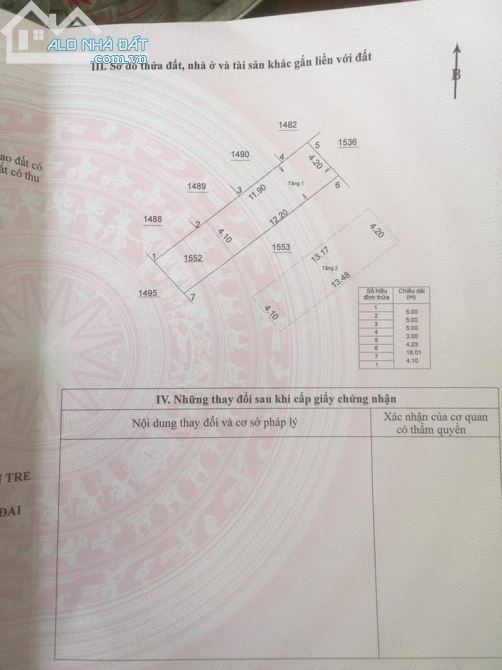 ALO NHÀ ĐẤT
.com.vn
III. Sơ đồ thửa đất, nhà ở và tài sản khác gắn liền với đất
B
ao đất có
ất có thu
1482
1536
1490
1489
1488
1495
1552
1553
1
2
3
4
5
6
7
4.20
11.90
Tầng 1
12.20
4.10
13.17
Tầng 2
13.48
4.20
4.10
Số hiệu đỉnh thửa
Chiều dài (m)
1
2
3
4
5
6
7
1
5.00
5.00
5.00
3.00
4.23
18.01
4.10
IV. Những thay đổi sau khi cấp giấy chứng nhận
Nội dung thay đổi và cơ sở pháp lý
Xác nhận của cơ quan
có thẩm quyền
TRE
ĐAI